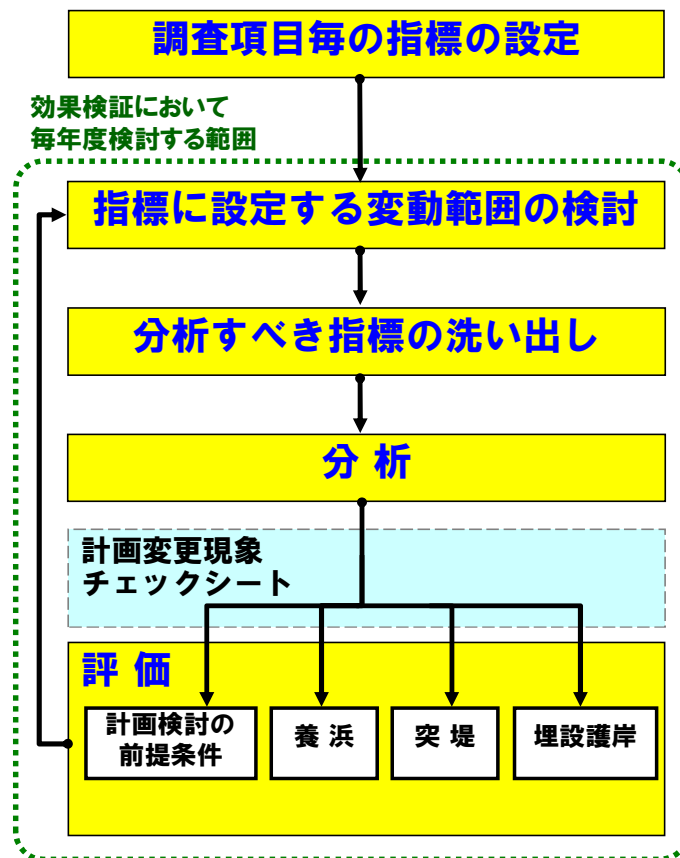 調査項目毎の指標の設定
効果検証において
毎年度検討する範囲
指標に設定する変動範囲の検討
分析すべき指標の洗い出し
分 析
計画変更現象
チェックシート
評 価
計画検討の
前提条件
養 浜
突 堤
埋設護岸